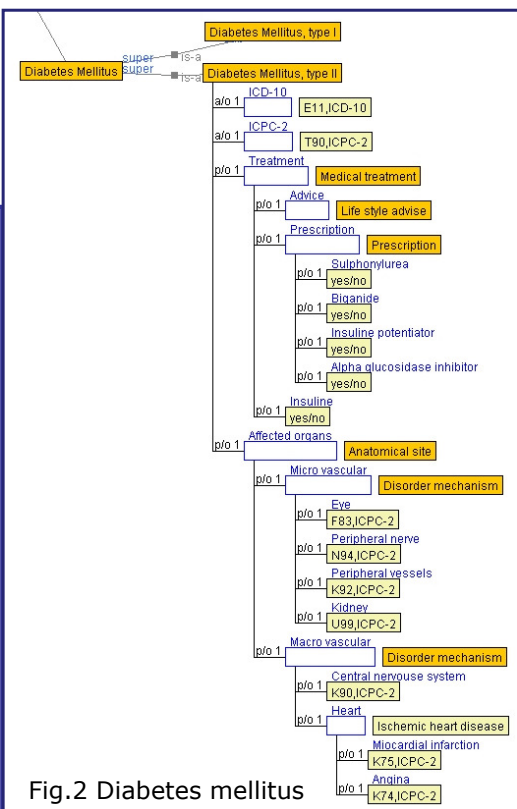 Diabetes Mellitus, type I
super is-a
Diabetes Mellitus
super is-a
Diabetes Mellitus, type II
ICD-10
a/o 1 E11,ICD-10
ICPC-2
a/o 1 T90,ICPC-2
Treatment
p/o 1 Medical treatment
Advice
p/o 1 Life style advise
Prescription
p/o 1 Prescription
Sulphonylurea
p/o 1 yes/no
Biganide
p/o 1 yes/no
Insuline potentiator
p/o 1 yes/no
Alpha glucosidase inhibitor
p/o 1 yes/no
Insuline
p/o 1 yes/no
Affected organs
p/o 1 Anatomical site
Micro vascular
p/o 1 Disorder mechanism
Eye
p/o 1 F83,ICPC-2
Peripheral nerve
p/o 1 N94,ICPC-2
Peripheral vessels
p/o 1 K92,ICPC-2
Kidney
p/o 1 U99,ICPC-2
Macro vascular
p/o 1 Disorder mechanism
Central nervouse system
p/o 1 K90,ICPC-2
Heart
p/o 1 Ischemic heart disease
Miocardial infarction
p/o 1 K75,ICPC-2
Angina
p/o 1 K74,ICPC-2
Fig.2 Diabetes mellitus